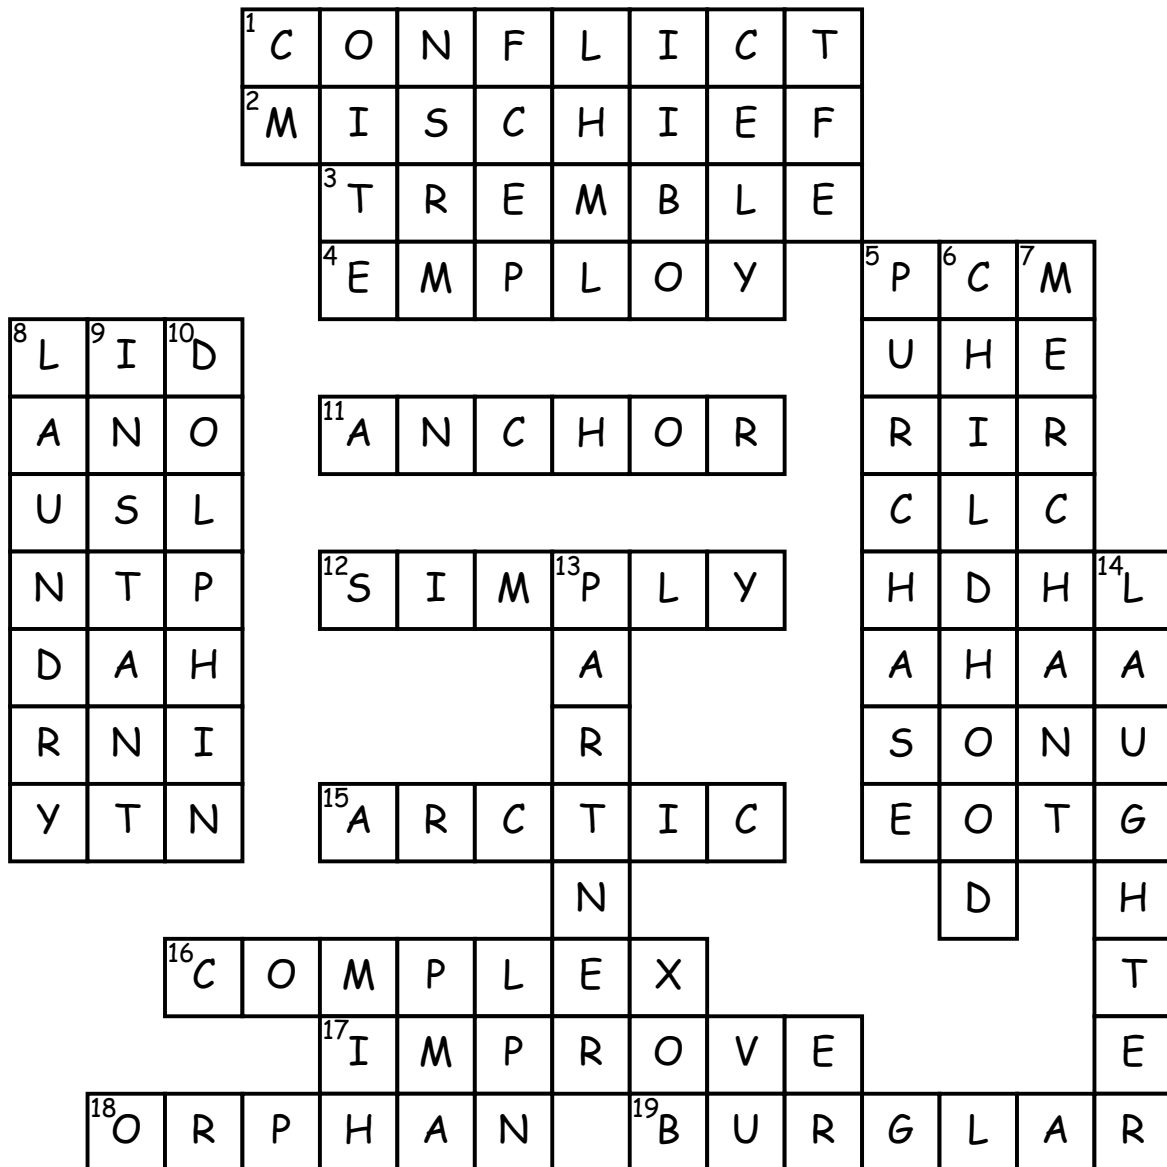 1 C O N F L I C T
2 M I S C H I E F
3 T R E M B L E
4 E M P L O Y 5 P 6 C 7 M
8 L 9 I 10 D U H E
A N O 11 A N C H O R R I R
U S L C L C
N T P 12 S I M 13 P L Y H D H 14 L
D A H A A H A A
R N I R S O N U
Y T N 15 A R C T I C E O T G
N D H
16 C O M P L E X T
17 I M P R O V E E
18 O R P H A N 19 B U R G L A R